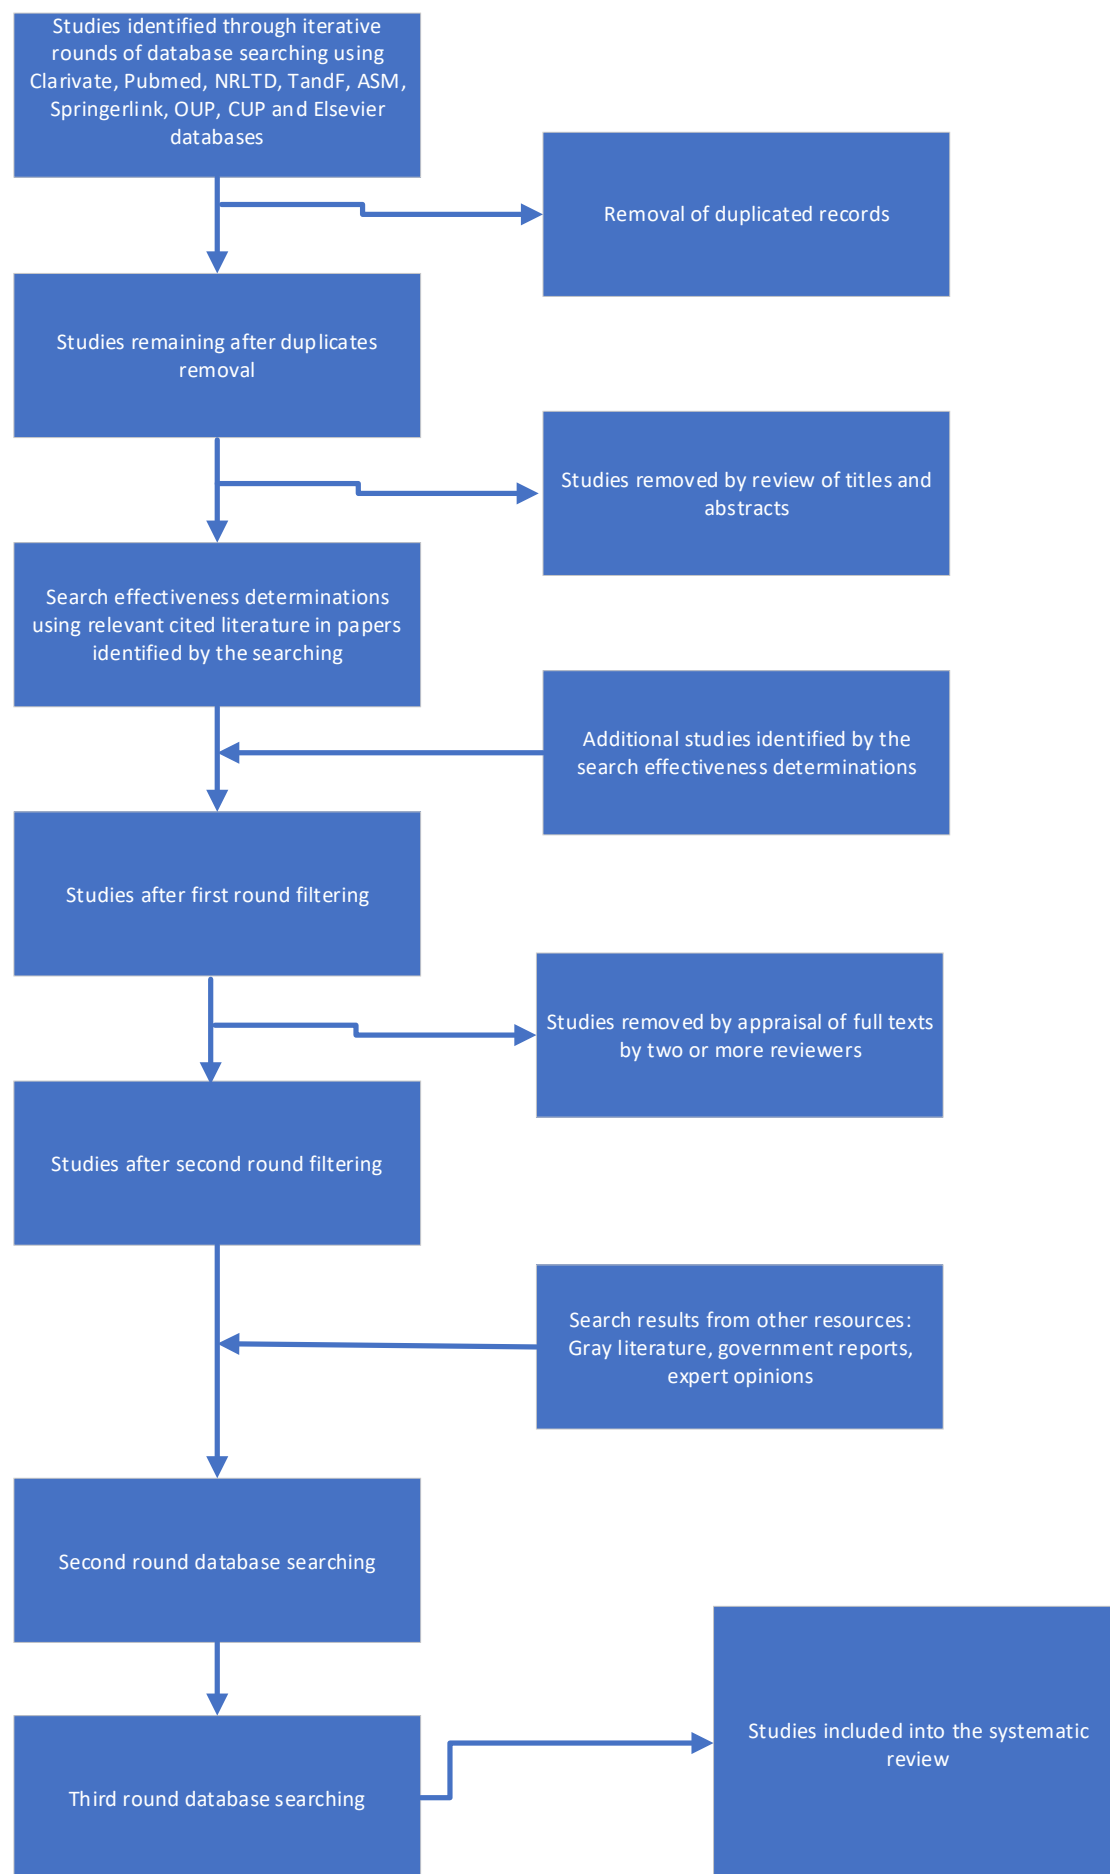 Studies identified through iterative
rounds of database searching using
Clarivate, Pubmed, NRLTD, TandF, ASM,
Springerlink, OUP, CUP and Elsevier
databases
Removal of duplicated records
Studies remaining after duplicates
removal
Studies removed by review of titles and
abstracts
Search effectiveness determinations
using relevant cited literature in papers
identified by the searching
Additional studies identified by the
search effectiveness determinations
Studies after first round filtering
Studies removed by appraisal of full texts
by two or more reviewers
Studies after second round filtering
Search results from other resources:
Gray literature, government reports,
expert opinions
Second round database searching
Studies included into the systematic
review
Third round database searching